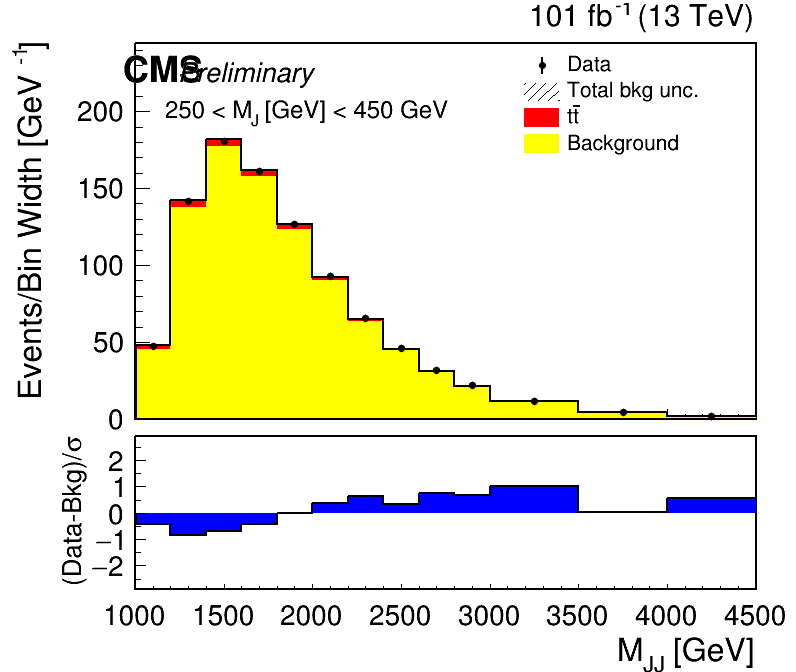 101 fb⁻¹ (13 TeV)
CMS Preliminary
250 < M_J [GeV] < 450 GeV
Data
Total bkg unc.
tt̄
Background
Events/Bin Width [GeV⁻¹]
200
150
100
50
0
(Data-Bkg)/σ
2
1
0
−1
−2
1000 1500 2000 2500 3000 3500 4000 4500
M_JJ [GeV]